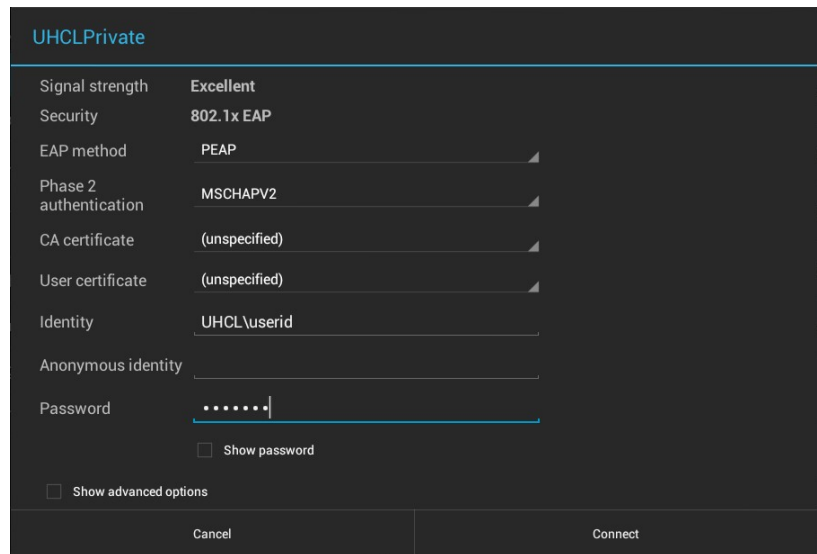 UHCLPrivate
Signal strength Excellent
Security 802.1x EAP
EAP method PEAP
Phase 2
authentication MSCHAPV2
CA certificate (unspecified)
User certificate (unspecified)
Identity UHCL\userid
Anonymous identity
Password •••••••
Show password
Show advanced options
Cancel Connect